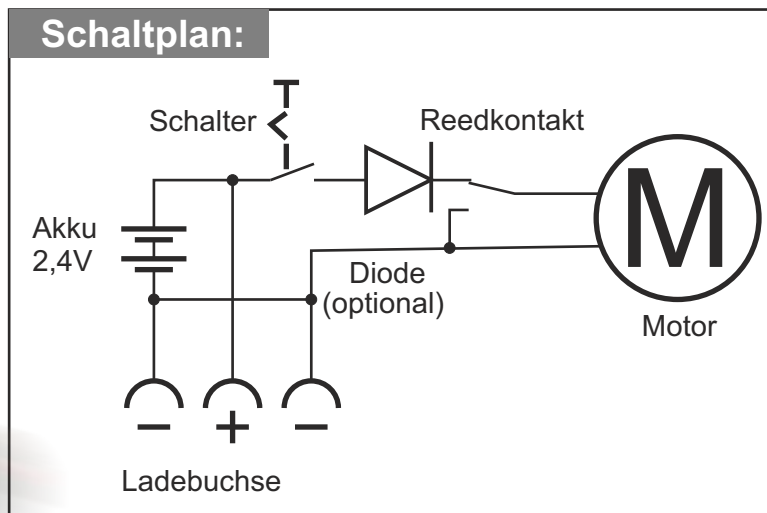 Schaltplan:
Schalter
Reedkontakt
Akku
2,4V
M
Diode
(optional)
Motor
− + −
Ladebuchse